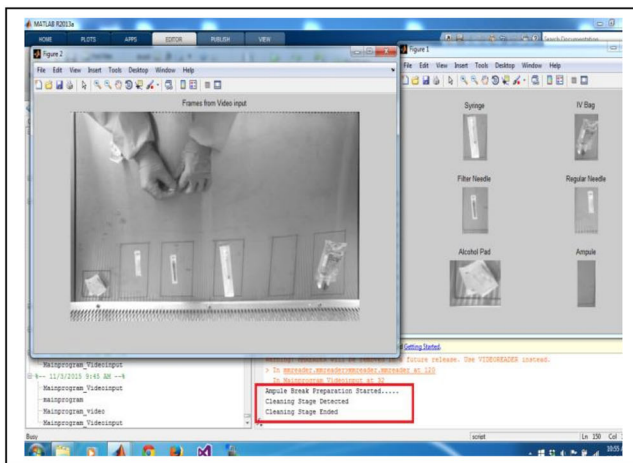 MATLAB R2013a
HOME PLOTS APPS EDITOR PUBLISH VIEW
Search Documentation
Figure 2
File Edit View Insert Tools Desktop Window Help
Frames from Video input
Figure 1
File Edit View Insert Tools Desktop Window Help
Syringe IV Bag
Filter Needle Regular Needle
Alcohol Pad Ampule
Getting Started.
future release. Use VIDEOREADER instead.
> In mmreader.mmreader>mmreader.mmreader at 120
In Mainprogram_Videoinput at 32
Ampule Break Preparation Started.....
Cleaning Stage Detected
Cleaning Stage Ended
Mainprogram_Videoinput
%-- 11/3/2015 9:45 AM --%
Mainprogram_Videoinput
mainprogram
Mainprogram_video
Mainprogram_Videoinput
Busy script Ln 150 Col